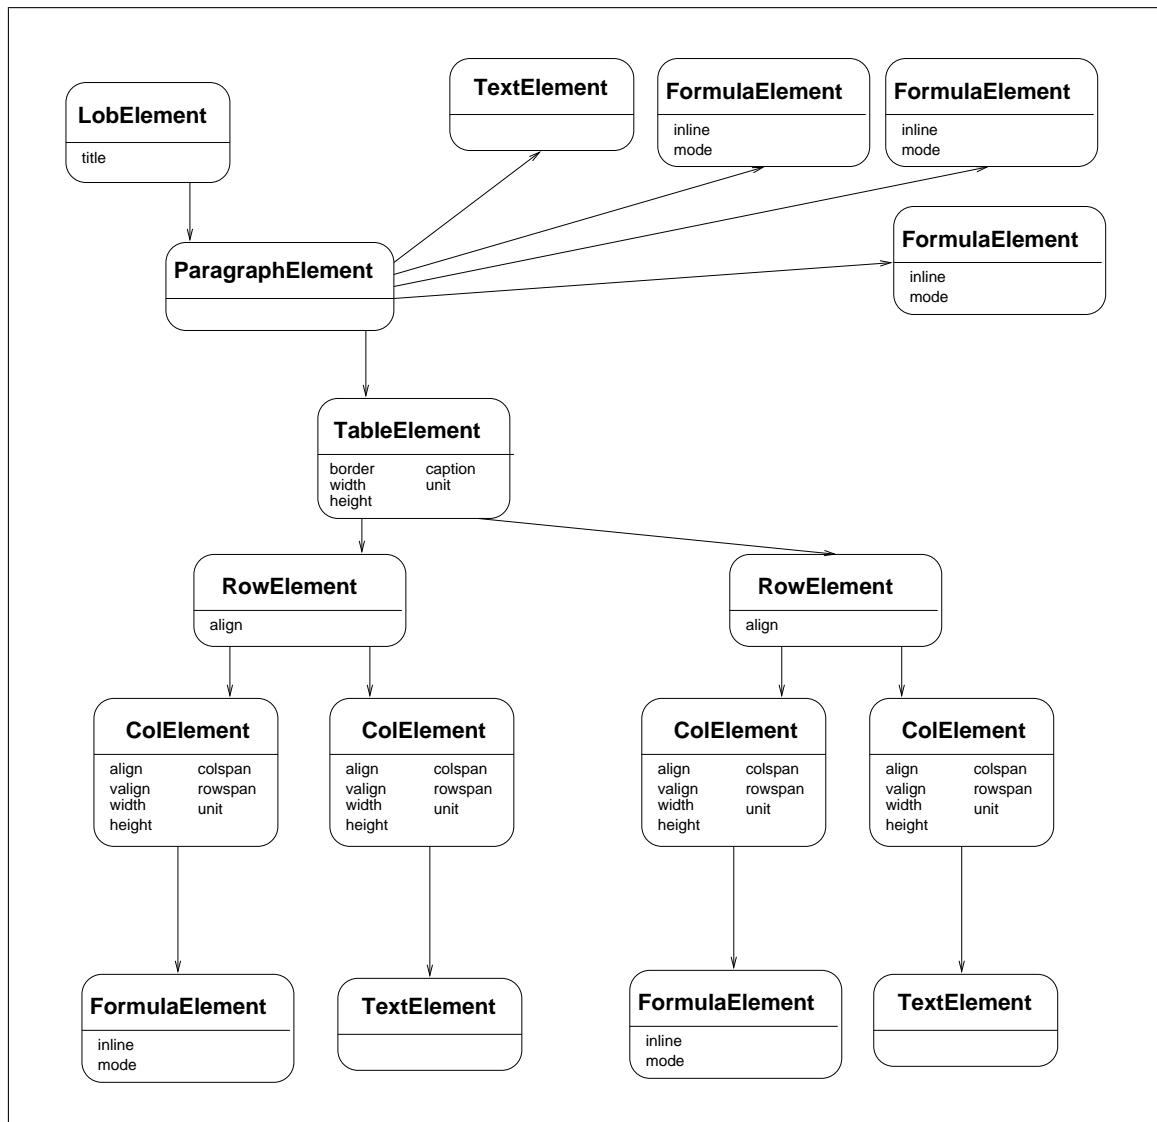 LobElement
title
TextElement
FormulaElement
inline
mode
FormulaElement
inline
mode
FormulaElement
inline
mode
ParagraphElement
TableElement
border caption
width unit
height
RowElement
align
RowElement
align
ColElement
align colspan
valign rowspan
width unit
height
ColElement
align colspan
valign rowspan
width unit
height
ColElement
align colspan
valign rowspan
width unit
height
ColElement
align colspan
valign rowspan
width unit
height
FormulaElement
inline
mode
TextElement
FormulaElement
inline
mode
TextElement